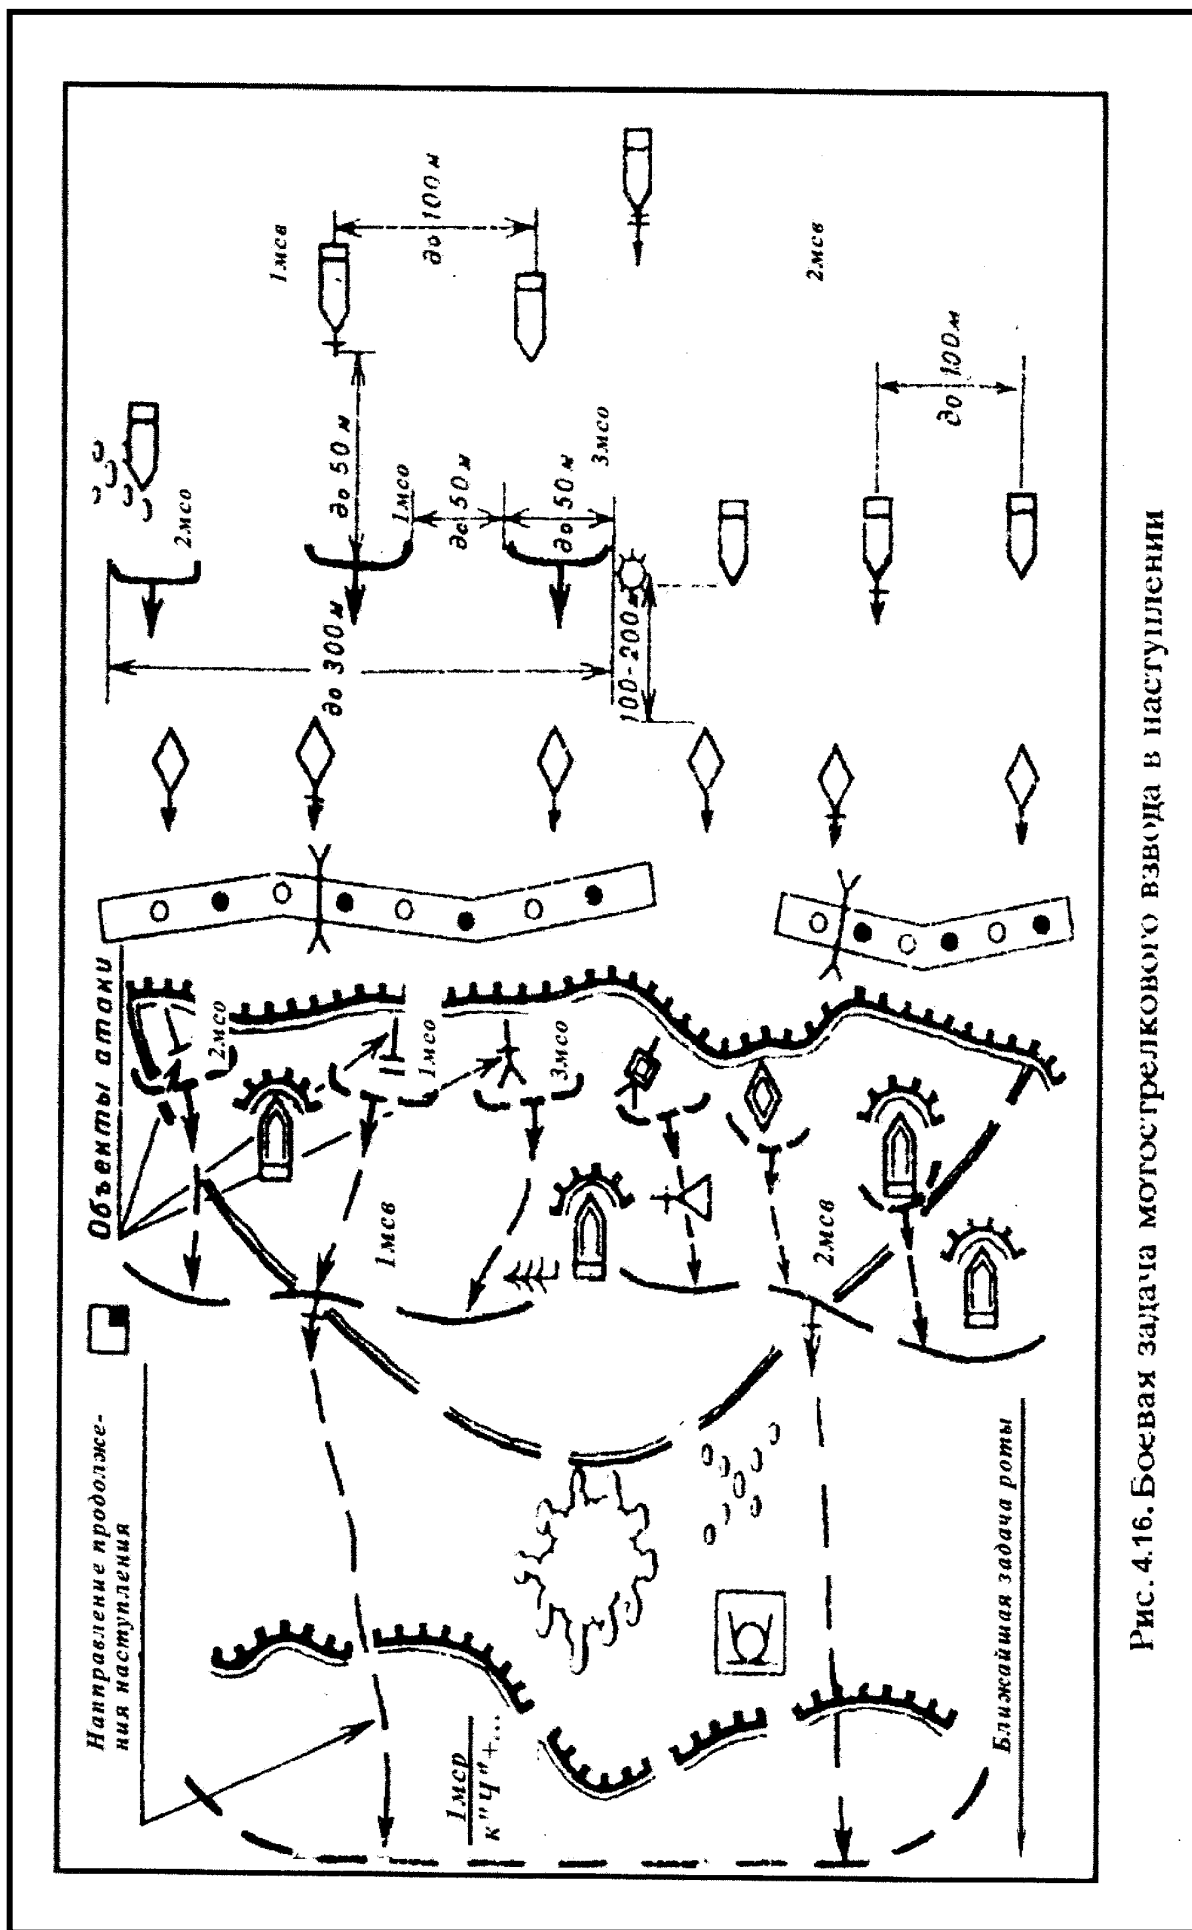 Объекты атаки
Напправление продолже-
ния наступления
1мср
к"Ч"+...
Ближайшая задача роты
2мсо
1мсо
3мсо
1мсв
2мсв
до 300м
100-200м
2мсо
до 50м
1мсо
до 50м
до 50м
3мсо
1мсв
до 100м
2мсв
до 100м
Рис. 4.16. Боевая задача мотострелкового взвода в наступлении